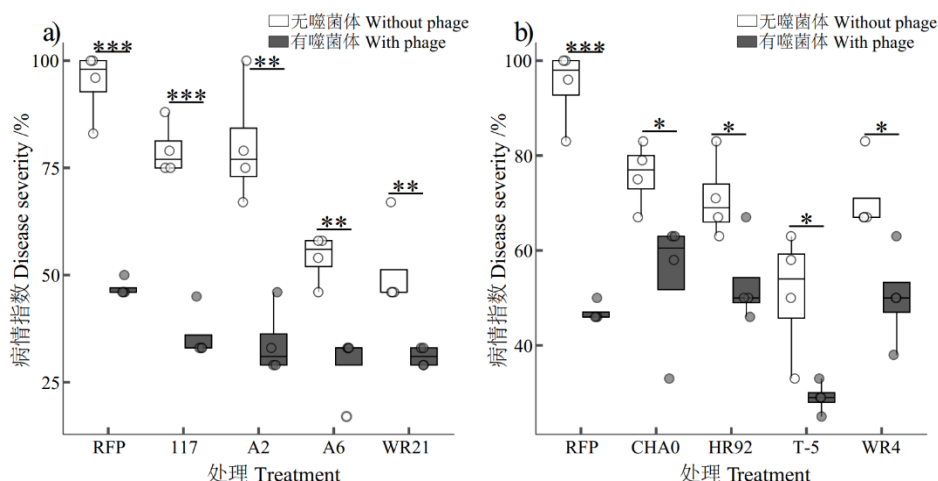 a)
无噬菌体 Without phage
有噬菌体 With phage
病情指数 Disease severity /%
100
75
50
25
***
***
**
**
**
RFP 117 A2 A6 WR21
处理 Treatment
b)
无噬菌体 Without phage
有噬菌体 With phage
病情指数 Disease severity /%
100
80
60
40
***
*
*
*
*
RFP CHA0 HR92 T-5 WR4
处理 Treatment